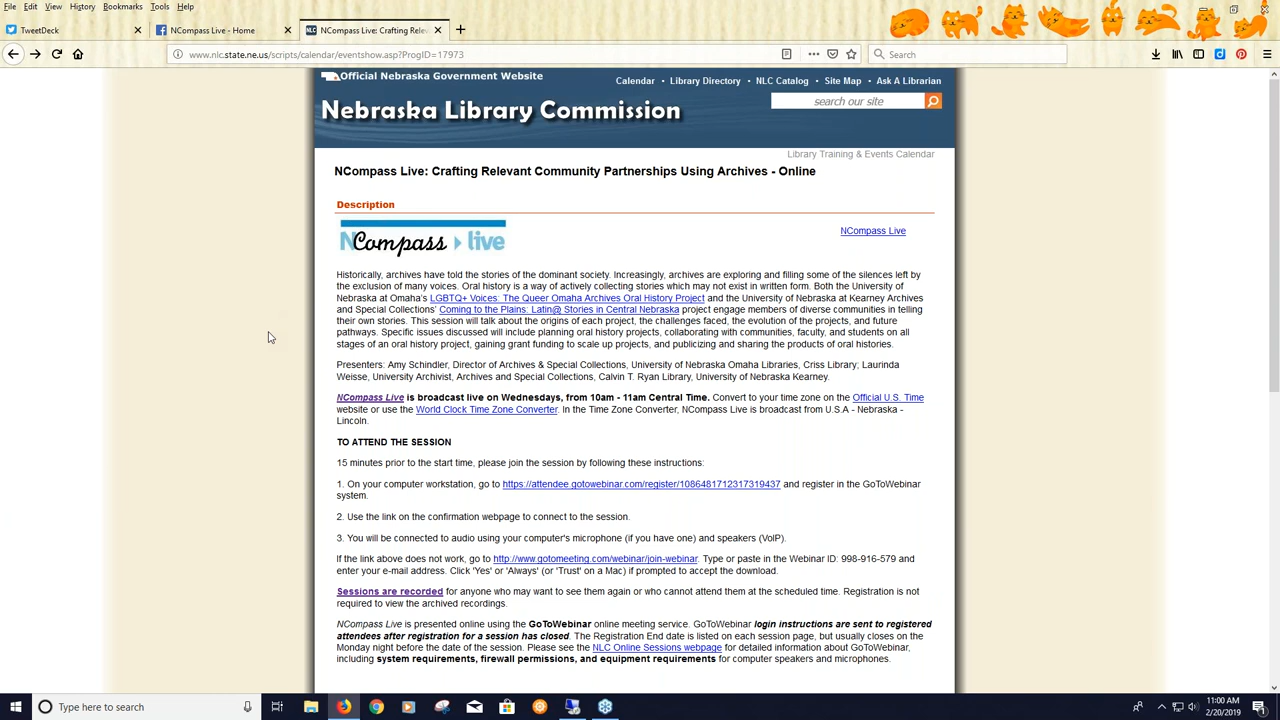 File Edit View History Bookmarks Tools Help
TweetDeck
NCompass Live - Home
NCompass Live: Crafting Rele
www.nlc.state.ne.us/scripts/calendar/eventshow.asp?ProgID=17973
Search
Official Nebraska Government Website
Calendar • Library Directory • NLC Catalog • Site Map • Ask A Librarian
Nebraska Library Commission
search our site
Library Training & Events Calendar
NCompass Live: Crafting Relevant Community Partnerships Using Archives - Online
Description
NCompass live
NCompass Live
Historically, archives have told the stories of the dominant society. Increasingly, archives are exploring and filling some of the silences left by
the exclusion of many voices. Oral history is a way of actively collecting stories which may not exist in written form. Both the University of
Nebraska at Omaha's LGBTQ+ Voices: The Queer Omaha Archives Oral History Project and the University of Nebraska at Kearney Archives
and Special Collections' Coming to the Plains: Latin@ Stories in Central Nebraska project engage members of diverse communities in telling
their own stories. This session will talk about the origins of each project, the challenges faced, the evolution of the projects, and future
pathways. Specific issues discussed will include planning oral history projects, collaborating with communities, faculty, and students on all
stages of an oral history project, gaining grant funding to scale up projects, and publicizing and sharing the products of oral histories.
Presenters: Amy Schindler, Director of Archives & Special Collections, University of Nebraska Omaha Libraries, Criss Library; Laurinda
Weisse, University Archivist, Archives and Special Collections, Calvin T. Ryan Library, University of Nebraska Kearney.
NCompass Live is broadcast live on Wednesdays, from 10am - 11am Central Time. Convert to your time zone on the Official U.S. Time
website or use the World Clock Time Zone Converter. In the Time Zone Converter, NCompass Live is broadcast from U.S.A - Nebraska -
Lincoln.
TO ATTEND THE SESSION
15 minutes prior to the start time, please join the session by following these instructions:
1. On your computer workstation, go to https://attendee.gotowebinar.com/register/1086481712317319437 and register in the GoToWebinar
system.
2. Use the link on the confirmation webpage to connect to the session.
3. You will be connected to audio using your computer's microphone (if you have one) and speakers (VoIP).
If the link above does not work, go to http://www.gotomeeting.com/webinar/join-webinar. Type or paste in the Webinar ID: 998-916-579 and
enter your e-mail address. Click 'Yes' or 'Always' (or 'Trust' on a Mac) if prompted to accept the download.
Sessions are recorded for anyone who may want to see them again or who cannot attend them at the scheduled time. Registration is not
required to view the archived recordings.
NCompass Live is presented online using the GoToWebinar online meeting service. GoToWebinar login instructions are sent to registered
attendees after registration for a session has closed. The Registration End date is listed on each session page, but usually closes on the
Monday night before the date of the session. Please see the NLC Online Sessions webpage for detailed information about GoToWebinar,
including system requirements, firewall permissions, and equipment requirements for computer speakers and microphones.
Type here to search
11:00 AM
2/20/2019